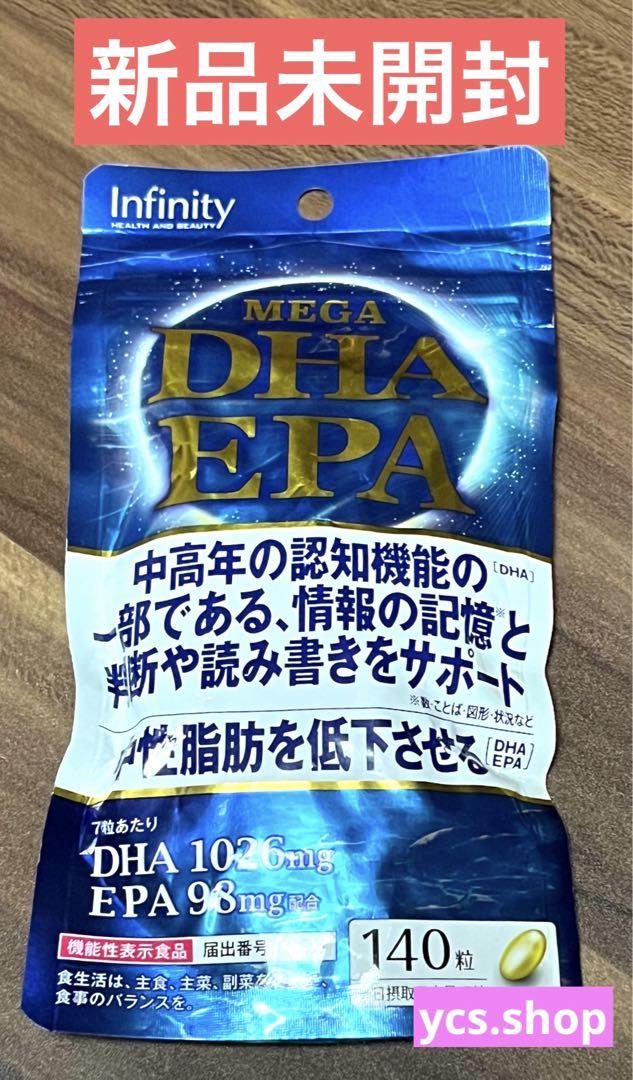 新品未開封
Infinity
HEALTH AND BEAUTY
MEGA
DHA
EPA
中高年の認知機能の[DHA]
一部である、情報の記憶※と
判断や読み書きをサポート
※数・ことば・図形・状況など
中性脂肪を低下させる[DHA EPA]
7粒あたり
DHA 1026mg
EPA 98mg配合
機能性表示食品 届出番号
140粒
食生活は、主食、主菜、副菜を
食事のバランスを。
ycs.shop